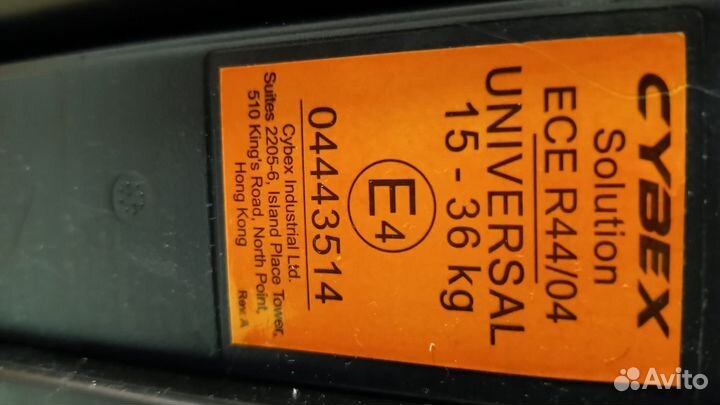 CYBEX
Solution
ECE R44/04
UNIVERSAL
15 - 36 kg
E4
04443514
Cybex Industrial Ltd.
Suites 2205-6, Island Place Tower,
510 King's Road, North Point,
Hong Kong
Rev. A
Avito